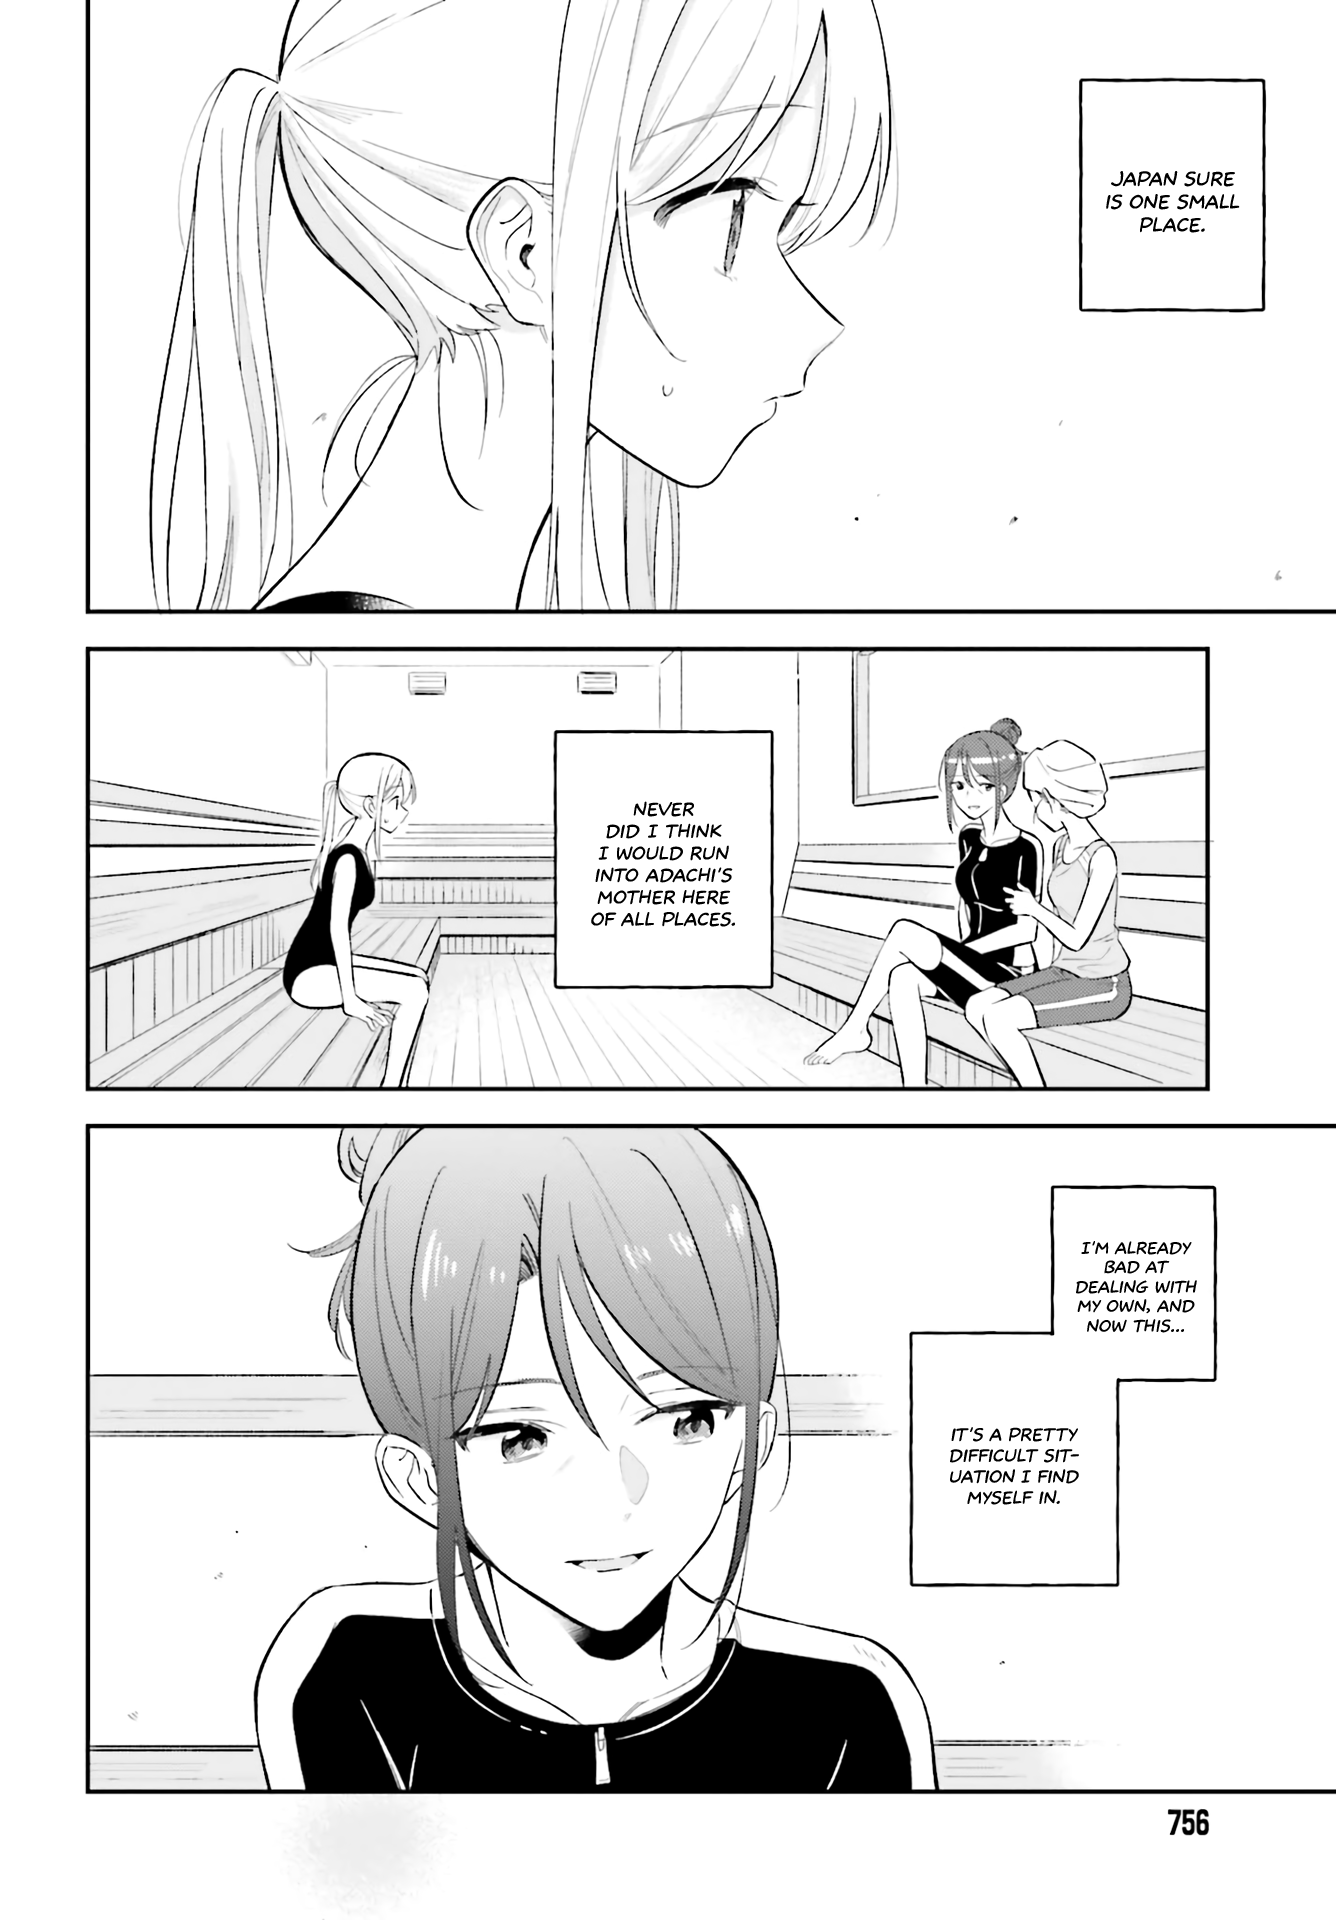 JAPAN SURE
IS ONE SMALL
PLACE.
NEVER
DID I THINK
I WOULD RUN
INTO ADACHI'S
MOTHER HERE
OF ALL PLACES.
I'M ALREADY
BAD AT
DEALING WITH
MY OWN, AND
NOW THIS...
IT'S A PRETTY
DIFFICULT SIT-
UATION I FIND
MYSELF IN.
756